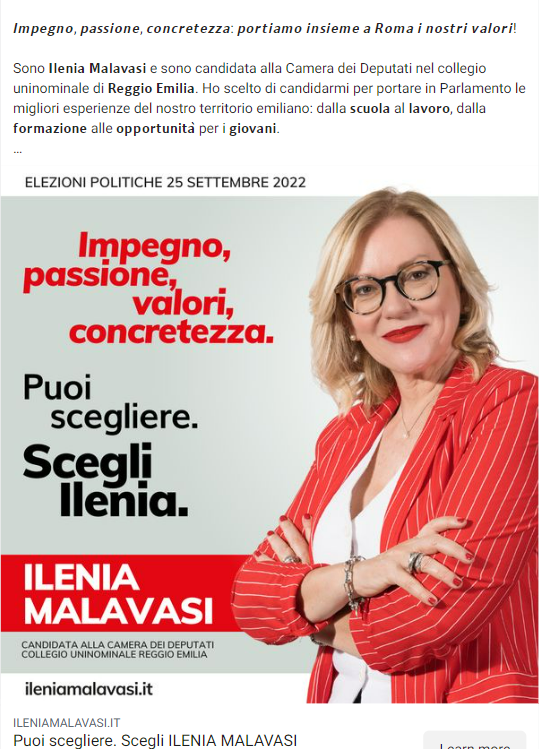 Impegno, passione, concretezza: portiamo insieme a Roma i nostri valori!
Sono Ilenia Malavasi e sono candidata alla Camera dei Deputati nel collegio
uninominale di Reggio Emilia. Ho scelto di candidarmi per portare in Parlamento le
migliori esperienze del nostro territorio emiliano: dalla scuola al lavoro, dalla
formazione alle opportunità per i giovani.
...
ELEZIONI POLITICHE 25 SETTEMBRE 2022
Impegno,
passione,
valori,
concretezza.
Puoi
scegliere.
Scegli
Ilenia.
ILENIA
MALAVASI
CANDIDATA ALLA CAMERA DEI DEPUTATI
COLLEGIO UNINOMINALE REGGIO EMILIA
ileniamalavasi.it
ILENIAMALAVASI.IT
Puoi scegliere. Scegli ILENIA MALAVASI
Learn more